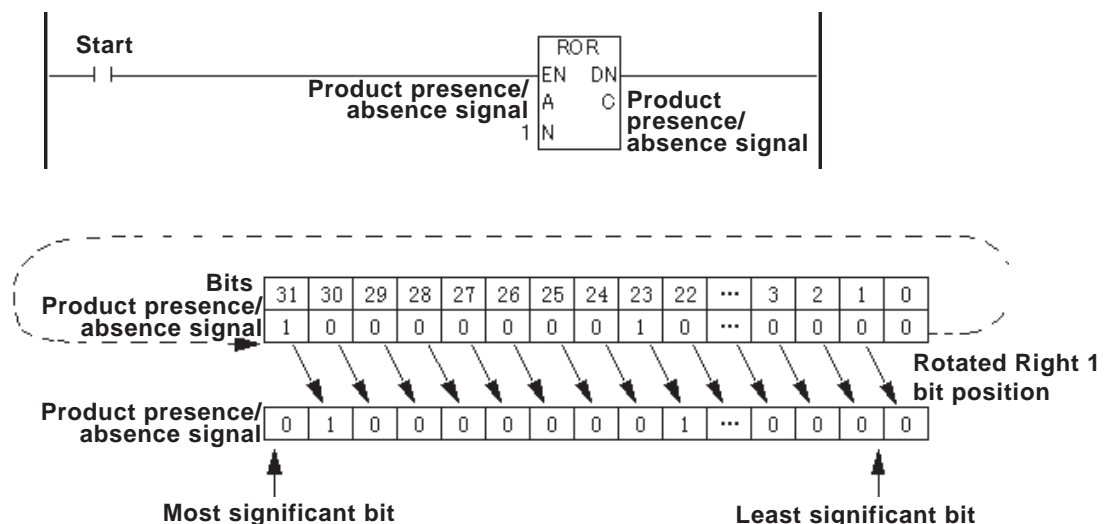 Start
ROR
EN DN
Product presence/
absence signal
A C
Product
presence/
absence signal
1 N
Bits 31 30 29 28 27 26 25 24 23 22 ··· 3 2 1 0
Product presence/
absence signal 1 0 0 0 0 0 0 0 1 0 ··· 0 0 0 0
Rotated Right 1
bit position
Product presence/
absence signal 0 1 0 0 0 0 0 0 0 1 ··· 0 0 0 0
Most significant bit
Least significant bit